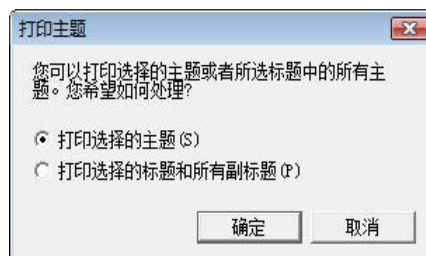 打印主题
您可以打印选择的主题或者所选标题中的所有主
题。您希望如何处理?
打印选择的主题(S)
打印选择的标题和所有副标题(P)
确定
取消